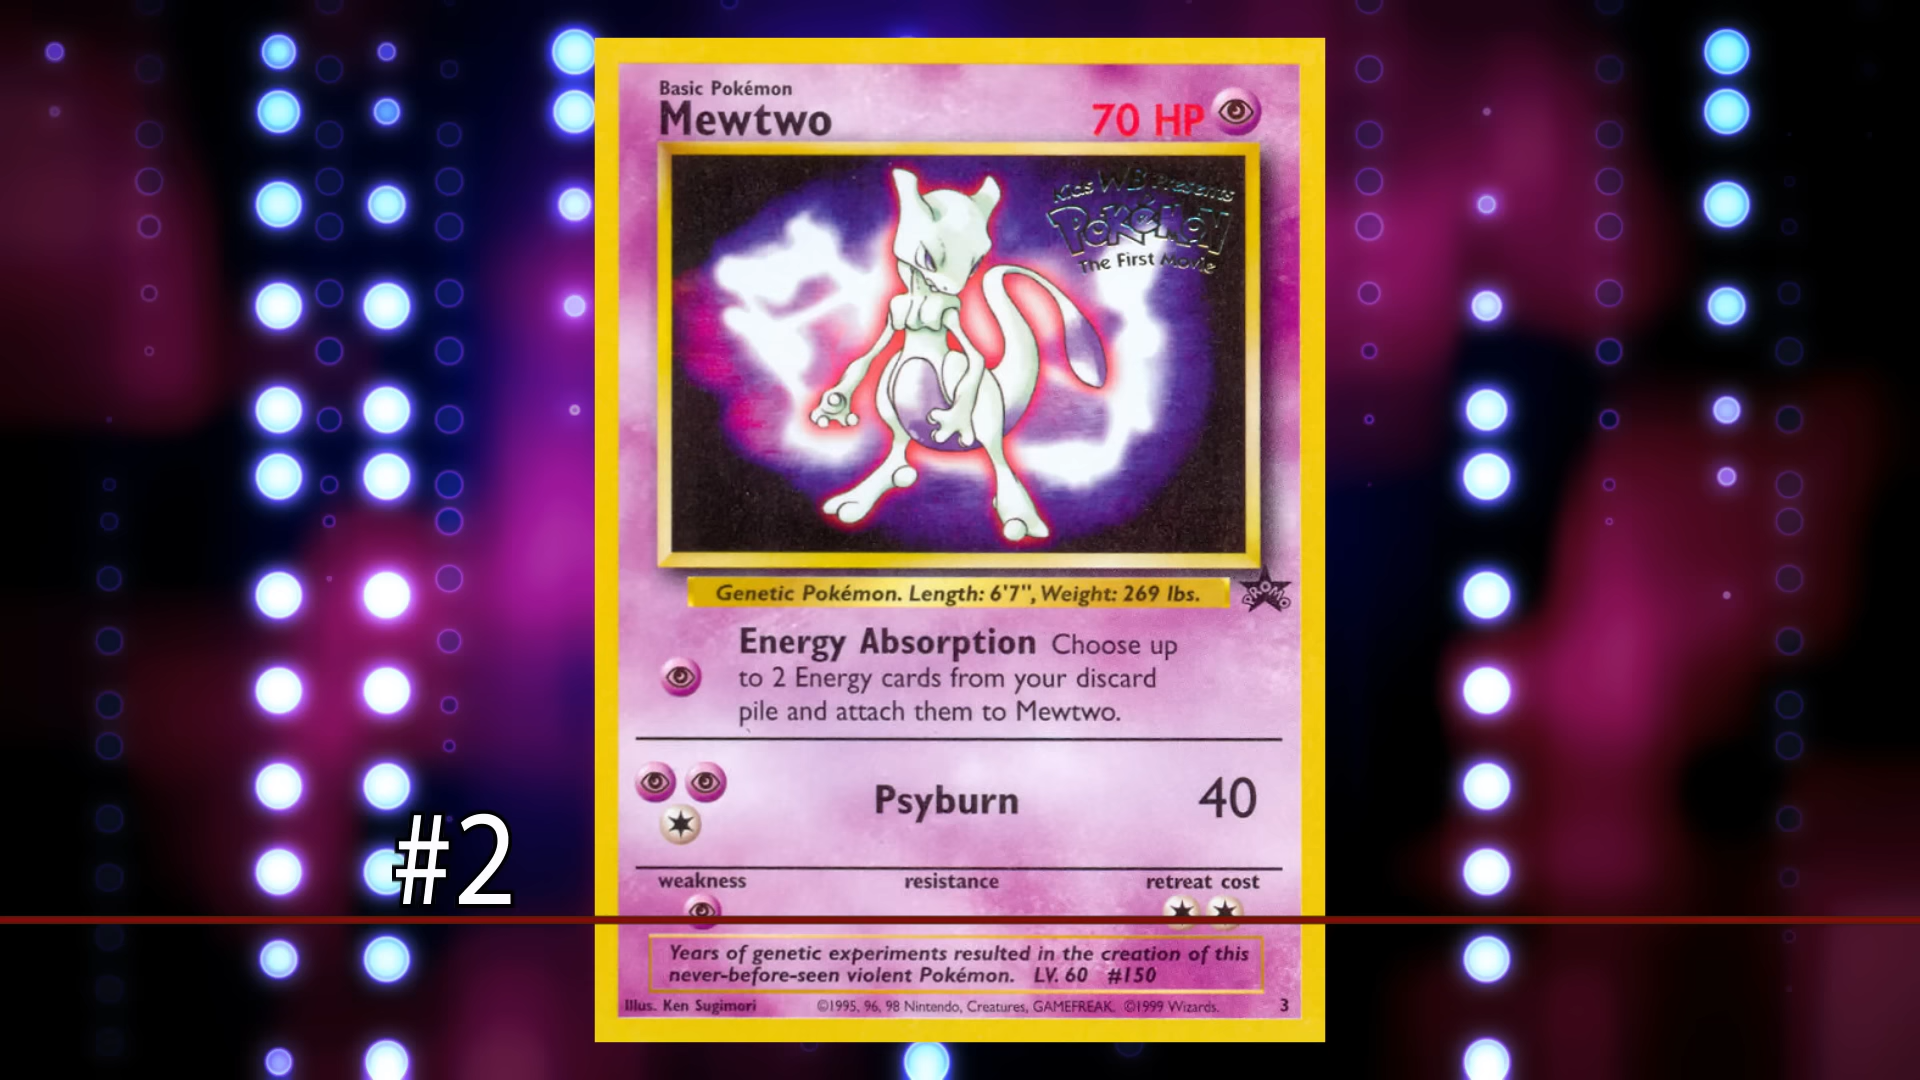 Basic Pokémon
Mewtwo
70 HP
Kids WB Presents
POKéMON
The First Movie
Genetic Pokémon. Length: 6'7", Weight: 269 lbs.
PROMO
Energy Absorption Choose up
to 2 Energy cards from your discard
pile and attach them to Mewtwo.
Psyburn 40
weakness resistance retreat cost
#2
Years of genetic experiments resulted in the creation of this
never-before-seen violent Pokémon. LV. 60 #150
Illus. Ken Sugimori ©1995, 96, 98 Nintendo, Creatures, GAMEFREAK. ©1999 Wizards. 3